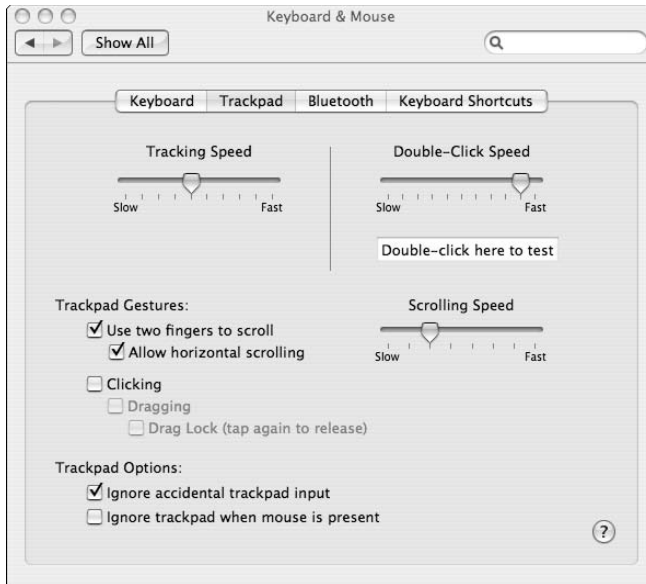 Keyboard & Mouse
Show All
Keyboard Trackpad Bluetooth Keyboard Shortcuts
Tracking Speed Double-Click Speed
Slow Fast Slow Fast
Double-click here to test
Trackpad Gestures: Scrolling Speed
Use two fingers to scroll
Allow horizontal scrolling Slow Fast
Clicking
Dragging
Drag Lock (tap again to release)
Trackpad Options:
Ignore accidental trackpad input
Ignore trackpad when mouse is present
?